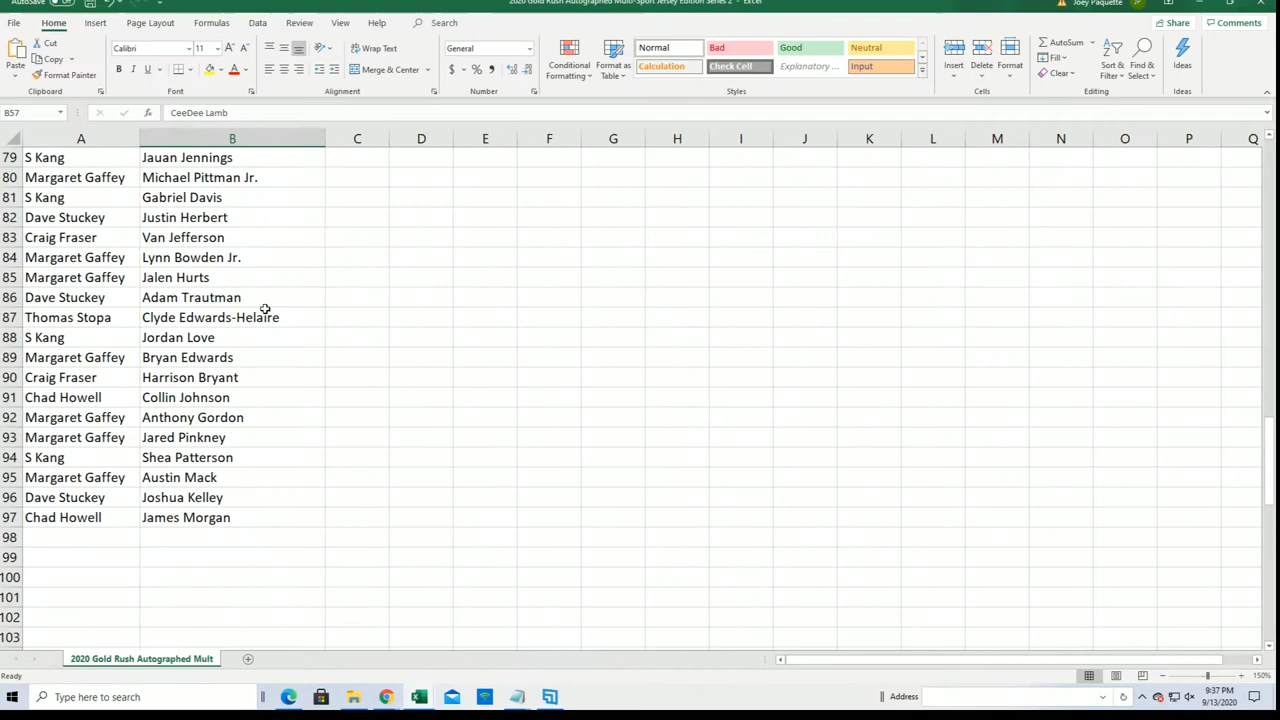 AutoSave
2020 Gold Rush Autographed Multi-Sport Jersey Edition Series 2 - Excel
Joey Paquette JP
File Home Insert Page Layout Formulas Data Review View Help Search Share Comments
Paste Cut Copy Format Painter Clipboard
Calibri 11 B I U A A Font
Wrap Text Merge & Center Alignment
General $ % , Number
Conditional Formatting Format as Table
Normal Bad Good Neutral
Calculation Check Cell Explanatory ... Input
Styles
Insert Delete Format Cells
AutoSum Fill Clear Sort & Filter Find & Select Editing
Ideas Ideas
B57 fx CeeDee Lamb
A B C D E F G H I J K L M N O P Q
79 S Kang Jauan Jennings
80 Margaret Gaffey Michael Pittman Jr.
81 S Kang Gabriel Davis
82 Dave Stuckey Justin Herbert
83 Craig Fraser Van Jefferson
84 Margaret Gaffey Lynn Bowden Jr.
85 Margaret Gaffey Jalen Hurts
86 Dave Stuckey Adam Trautman
87 Thomas Stopa Clyde Edwards-Helaire
88 S Kang Jordan Love
89 Margaret Gaffey Bryan Edwards
90 Craig Fraser Harrison Bryant
91 Chad Howell Collin Johnson
92 Margaret Gaffey Anthony Gordon
93 Margaret Gaffey Jared Pinkney
94 S Kang Shea Patterson
95 Margaret Gaffey Austin Mack
96 Dave Stuckey Joshua Kelley
97 Chad Howell James Morgan
98
99
100
101
102
103
2020 Gold Rush Autographed Mult
Ready 150%
Type here to search Address 9:37 PM
9/13/2020